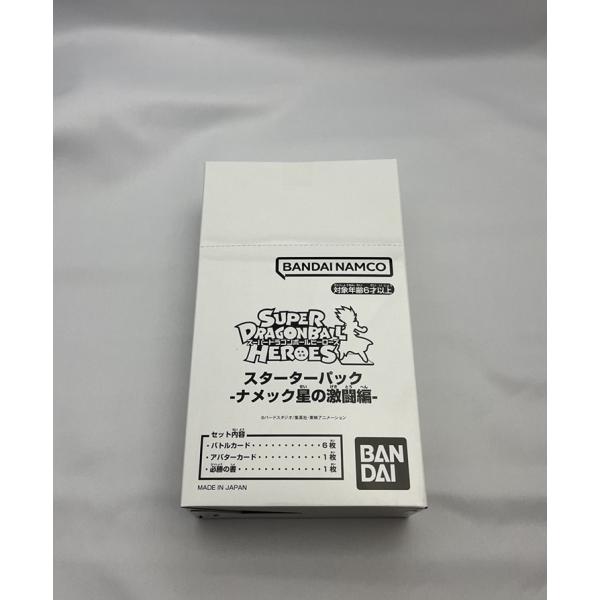 BANDAI NAMCO
対象年齢6才以上
SUPER
DRAGONBALL
スーパードラゴンボールヒーローズ
HEROES
スターターパック
-ナメック星の激闘編-
©バードスタジオ/集英社・東映アニメーション
セット内容
・バトルカード・・・・・・・・・・・6枚
・アバターカード・・・・・・・・・1枚
・必勝の書・・・・・・・・・・・・・1枚
BAN
DAI
MADE IN JAPAN